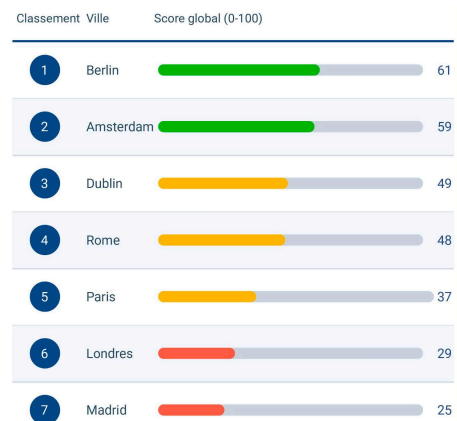 Classement Ville Score global (0-100)
1 Berlin 61
2 Amsterdam 59
3 Dublin 49
4 Rome 48
5 Paris 37
6 Londres 29
7 Madrid 25